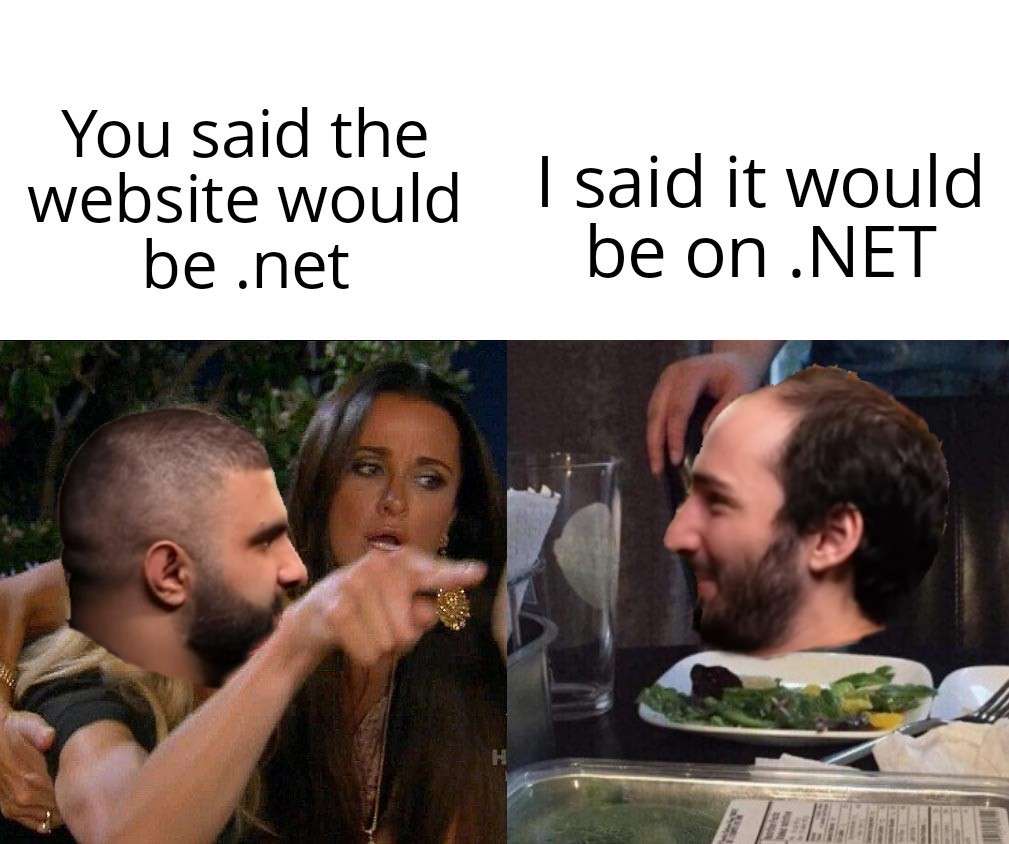 You said the
website would
be .net
I said it would
be on .NET
H